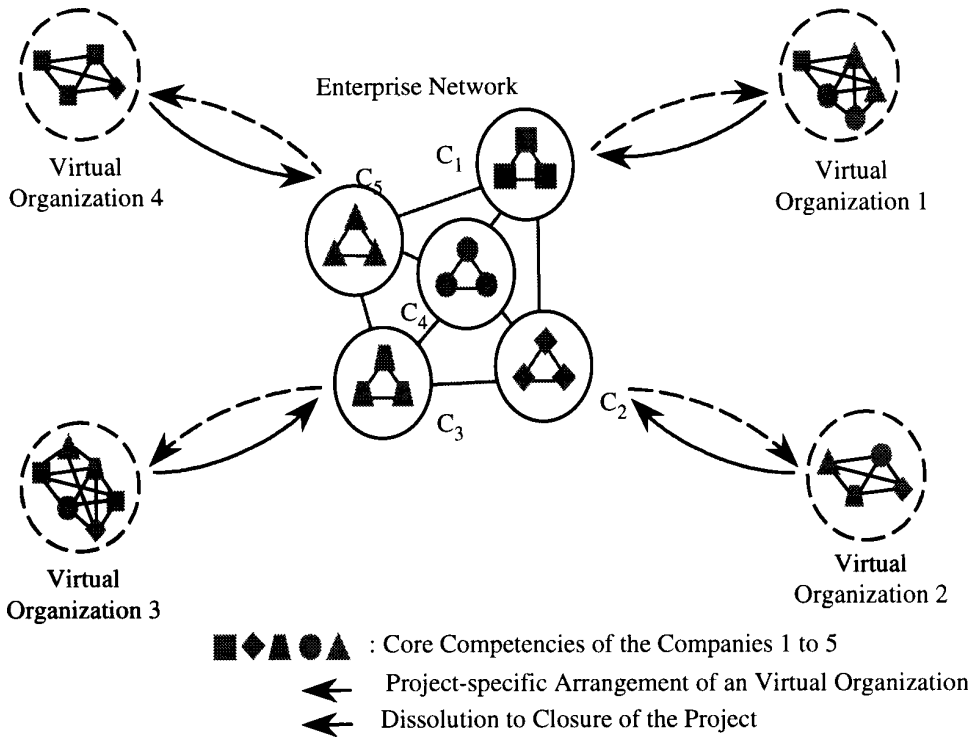 Enterprise Network
Virtual
Organization 4
Virtual
Organization 1
C1
C5
C4
C3
C2
Virtual
Organization 3
Virtual
Organization 2
: Core Competencies of the Companies 1 to 5
Project-specific Arrangement of an Virtual Organization
Dissolution to Closure of the Project